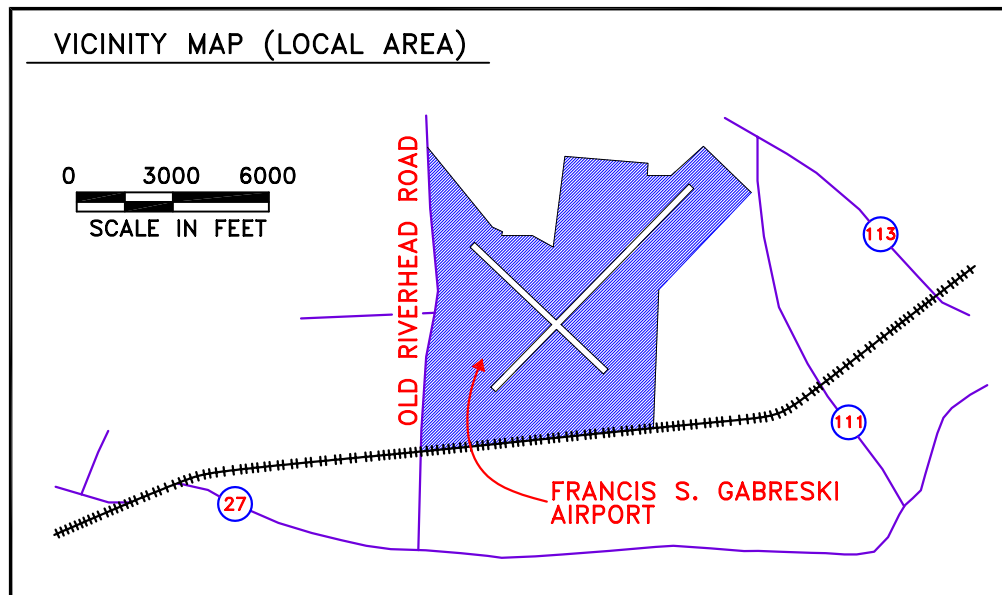 VICINITY MAP (LOCAL AREA)
0 3000 6000
SCALE IN FEET
OLD RIVERHEAD ROAD
113
111
27
FRANCIS S. GABRESKI
AIRPORT